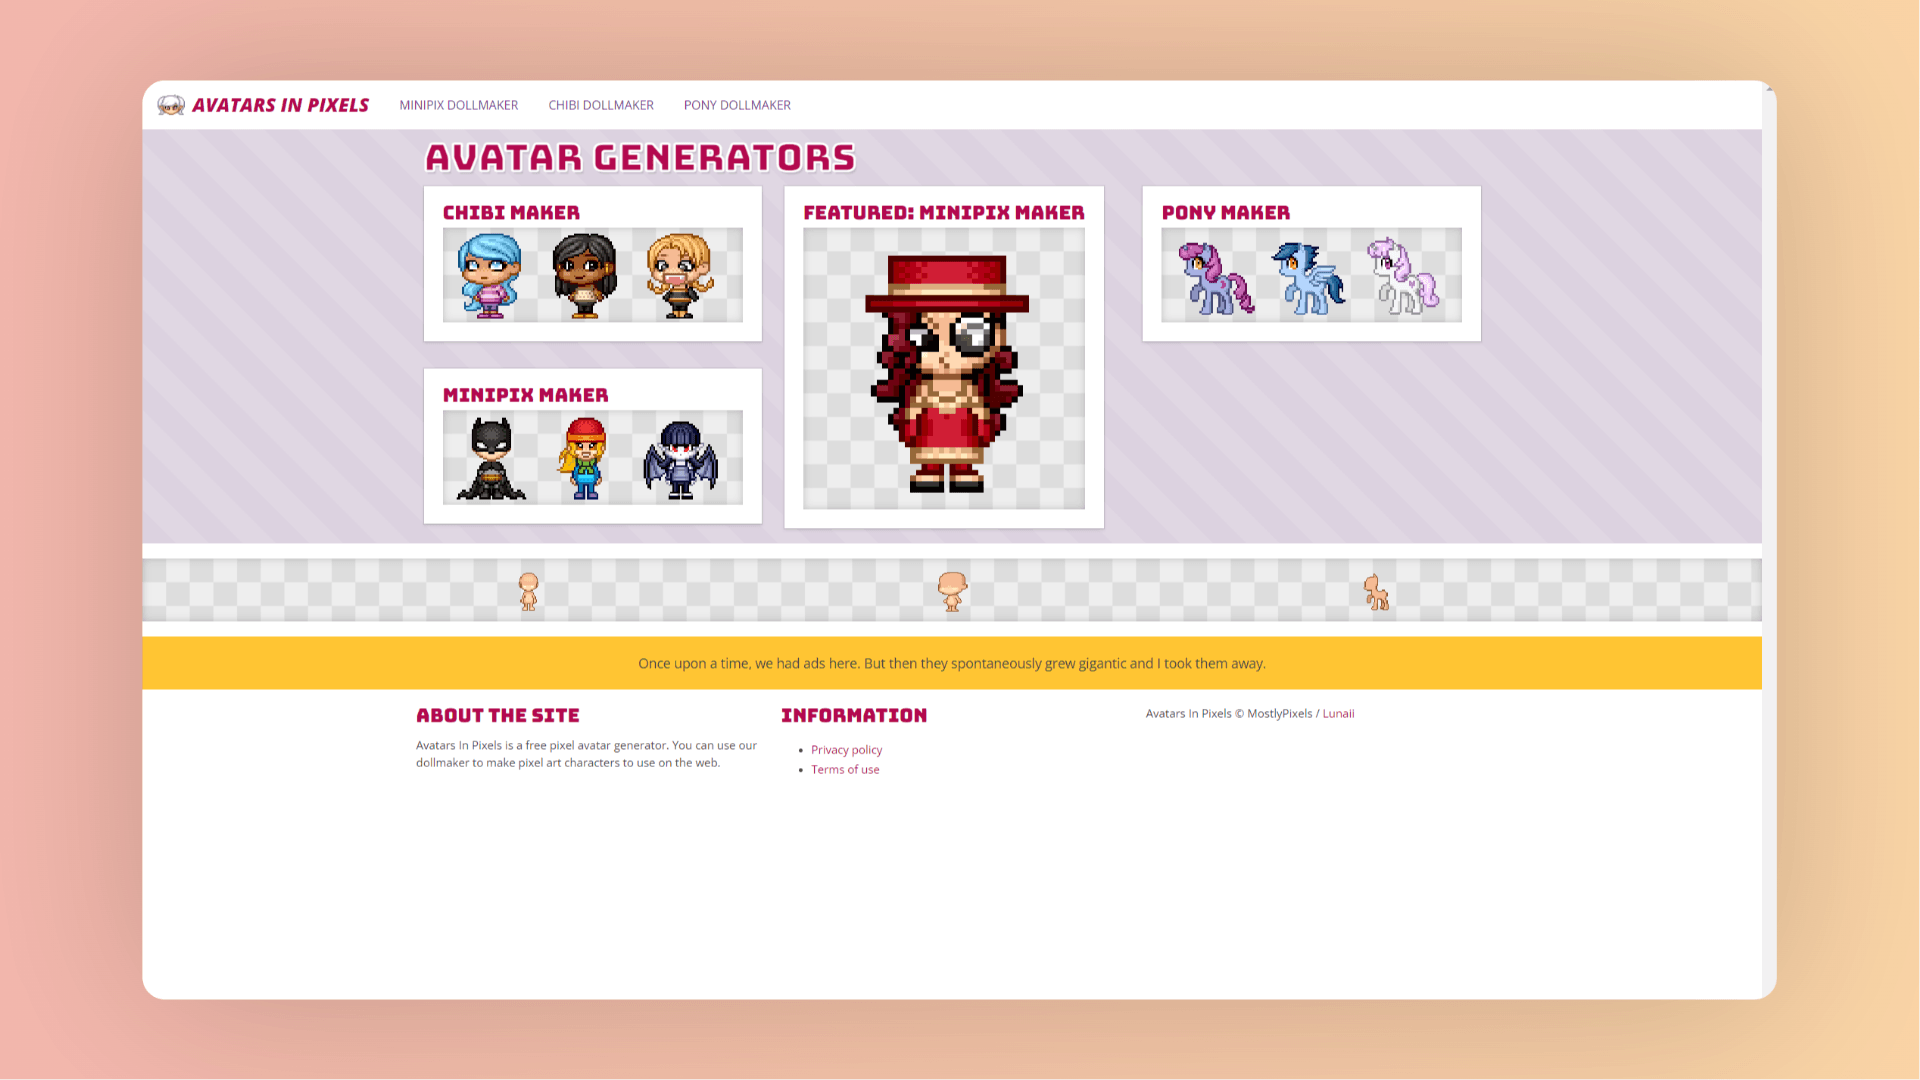 AVATARS IN PIXELS
MINIPIX DOLLMAKER
CHIBI DOLLMAKER
PONY DOLLMAKER
AVATAR GENERATORS
CHIBI MAKER
FEATURED: MINIPIX MAKER
PONY MAKER
MINIPIX MAKER
Once upon a time, we had ads here. But then they spontaneously grew gigantic and I took them away.
ABOUT THE SITE
Avatars In Pixels is a free pixel avatar generator. You can use our
dollmaker to make pixel art characters to use on the web.
INFORMATION
• Privacy policy
• Terms of use
Avatars In Pixels © MostlyPixels / Lunaii